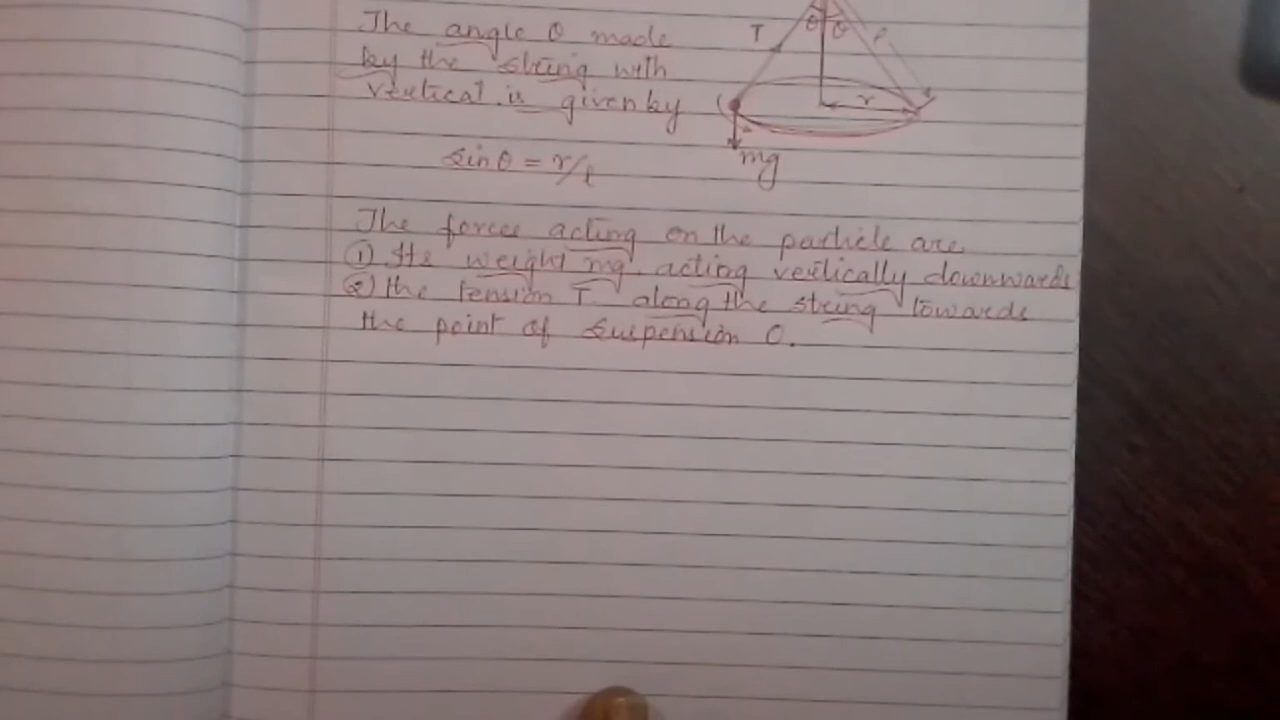 The angle θ made
by the string with
vertical is given by
sin θ = r/l
T
θ θ
l
r
mg
The forces acting on the particle are
① the weight mg acting vertically downwards
② the tension T along the string towards
the point of suspension O.